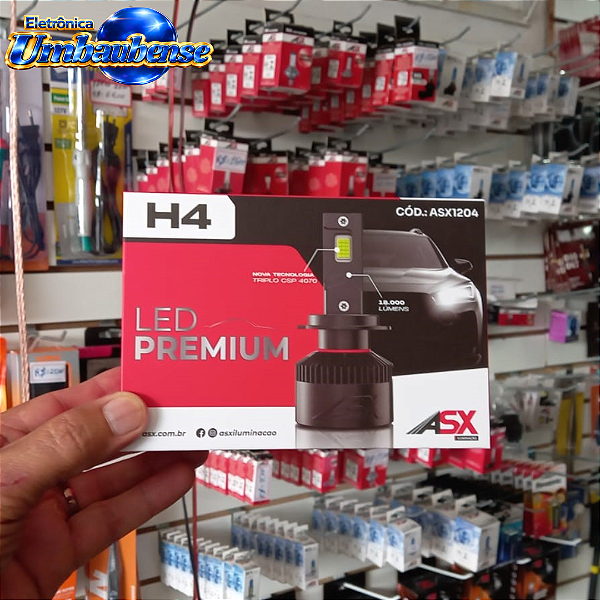 Eletrônica
Umbaubense
H4
CÓD.: ASX1204
NOVA TECNOLOGIA
TRIPLO CSP 4070
18.000
LÚMENS
LED
PREMIUM
asx.com.br
asxiluminacao
ASX
ILUMINAÇÃO